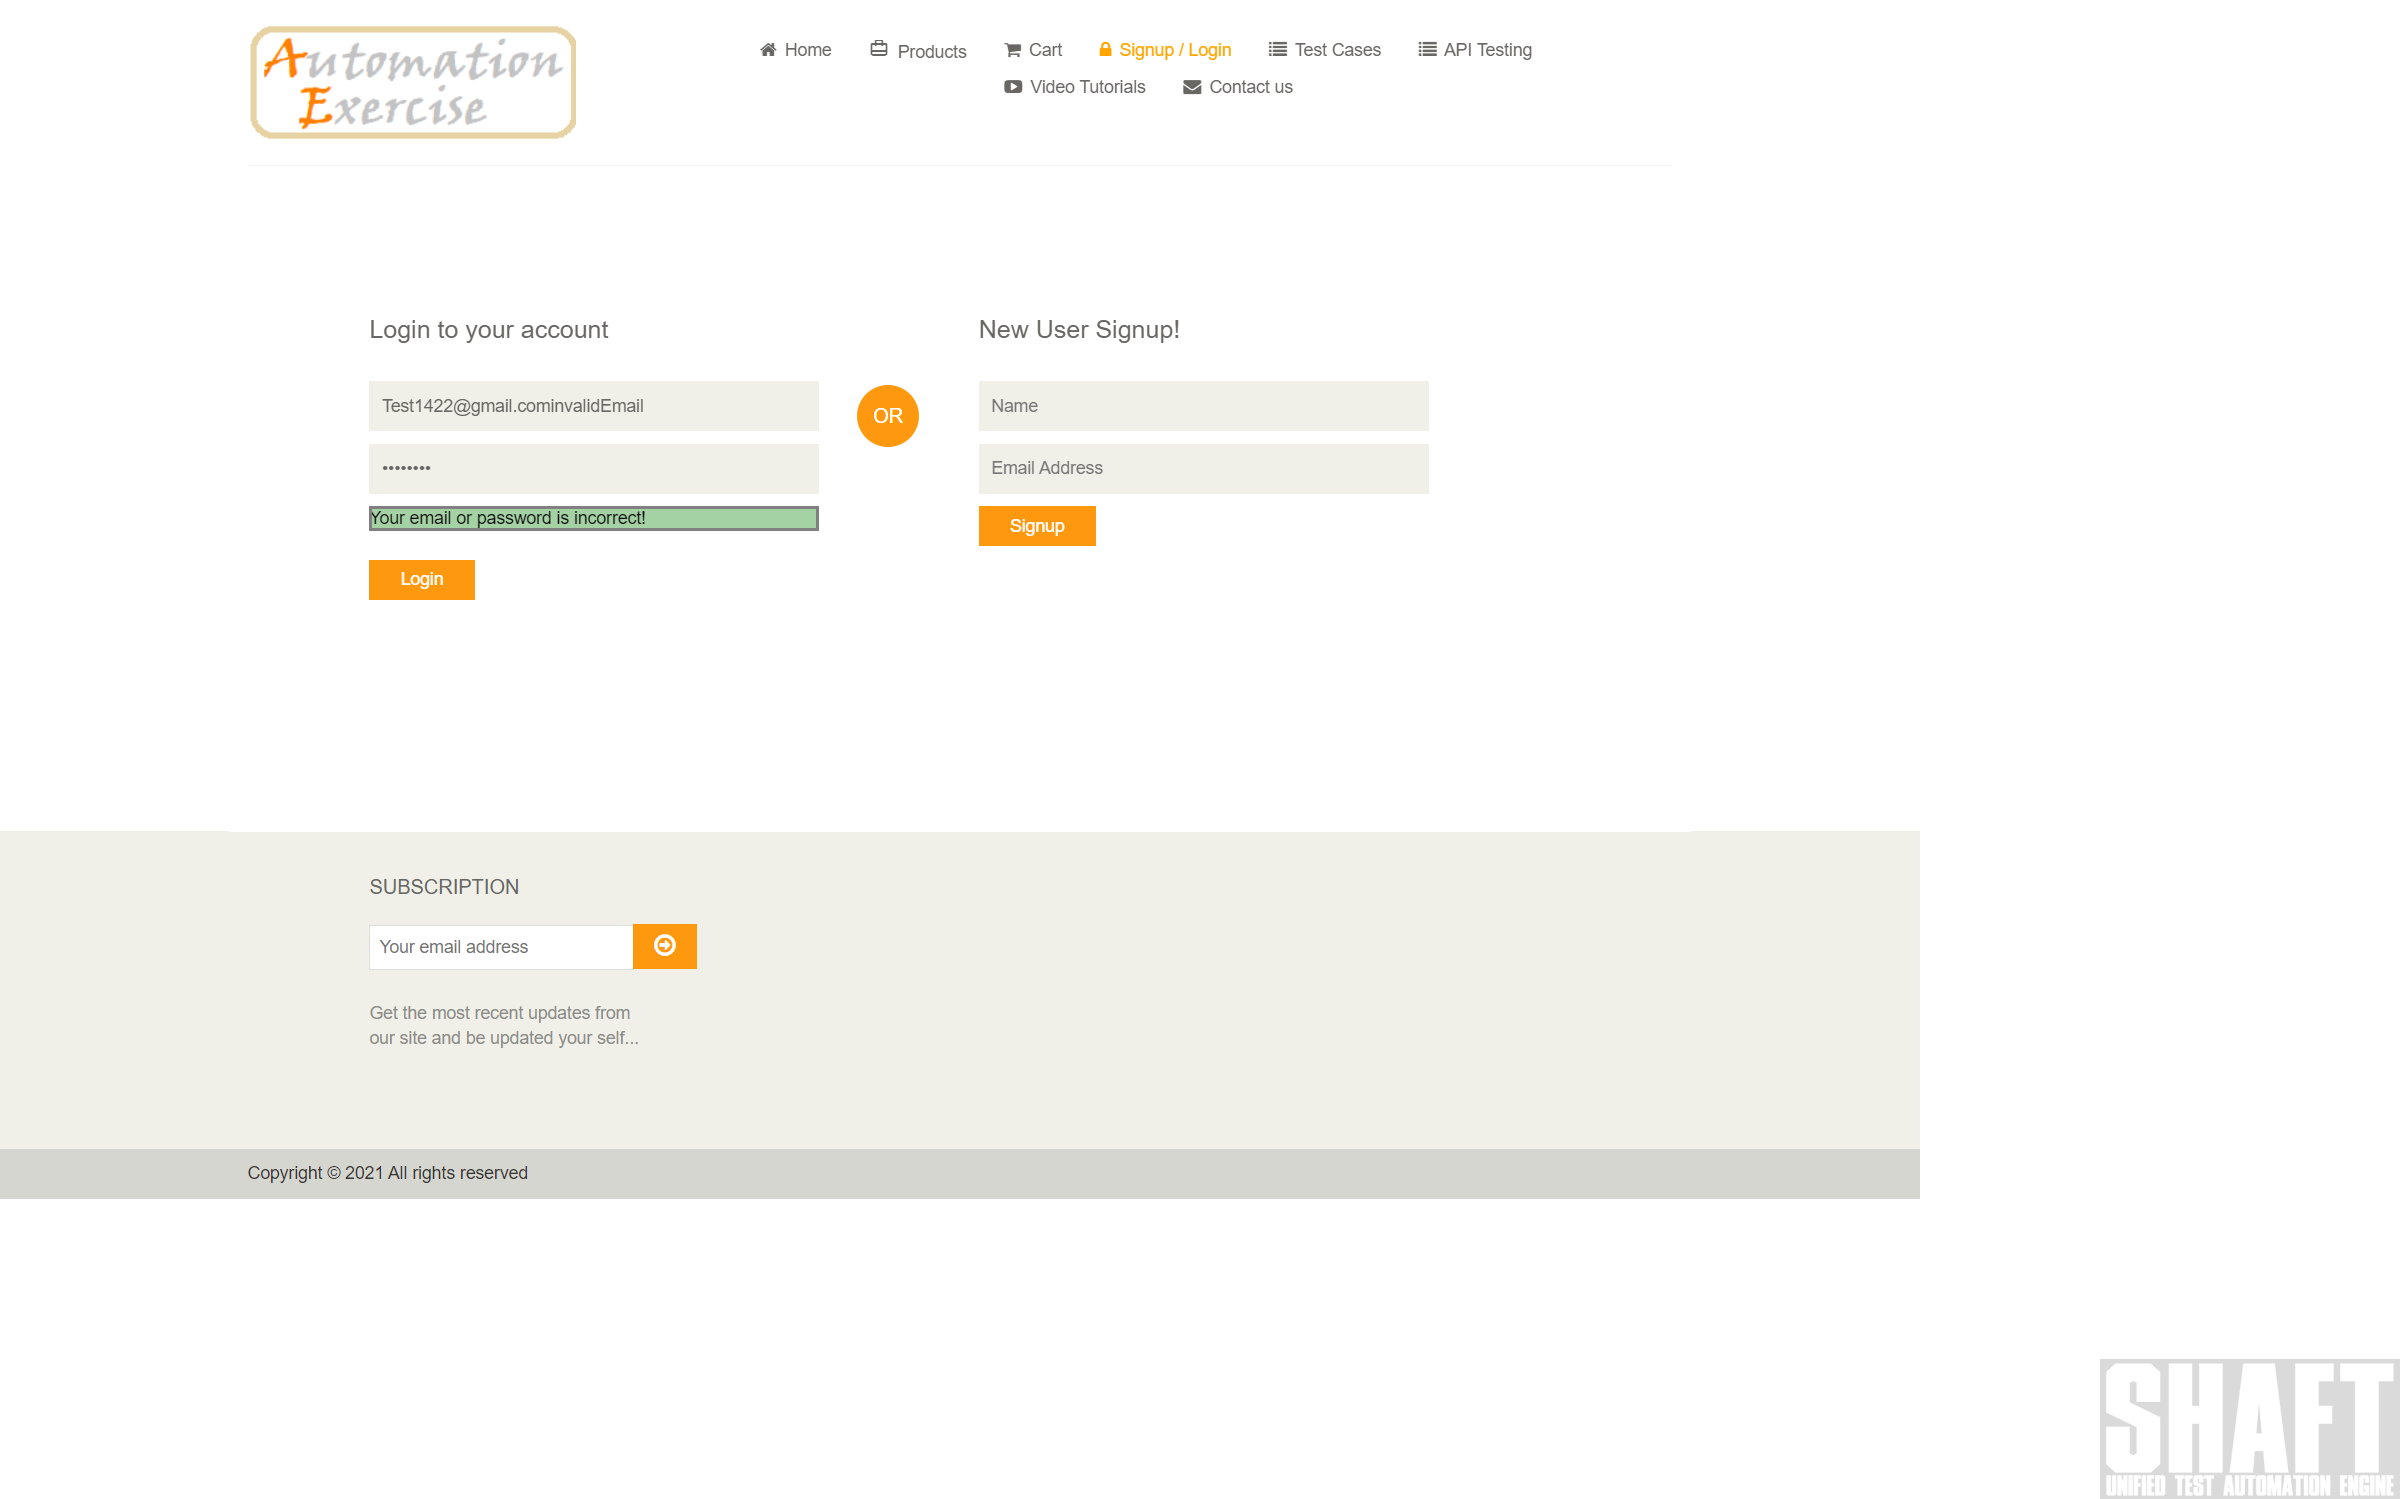 Automation
Exercise
Home
Products
Cart
Signup / Login
Test Cases
API Testing
Video Tutorials
Contact us
Login to your account
New User Signup!
Test1422@gmail.cominvalidEmail
OR
Name
••••••••
Email Address
Your email or password is incorrect!
Signup
Login
SUBSCRIPTION
Your email address
Get the most recent updates from
our site and be updated your self...
Copyright © 2021 All rights reserved
SHAFT
UNIFIED TEST AUTOMATION ENGINE